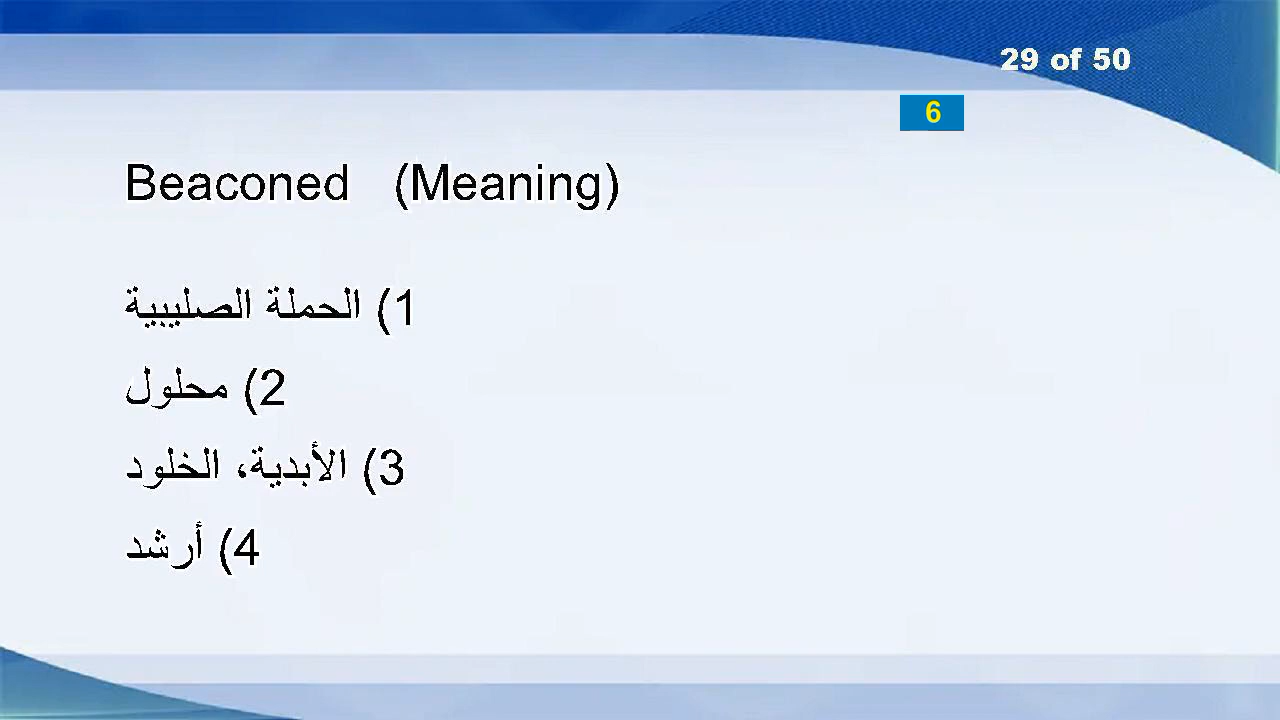 29 of 50
6
Beaconed (Meaning)
1) الحملة الصليبية
2) محلول
3) الأبدية، الخلود
4) أرشد